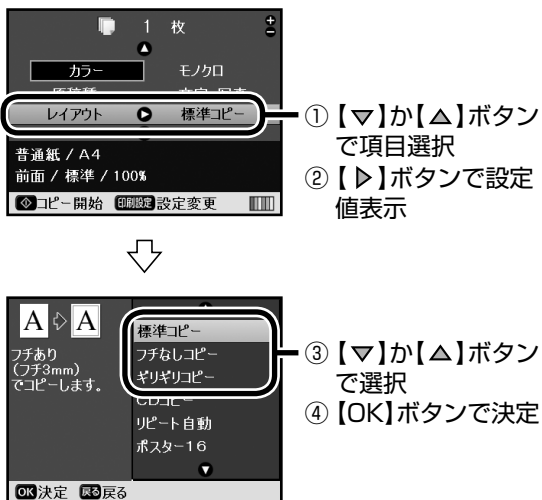 1 枚
カラー モノクロ
レイアウト 標準コピー
普通紙 / A4
前面 / 標準 / 100%
コピー開始 印刷設定 設定変更
① 【▽】か【△】ボタン
で項目選択
② 【▷】ボタンで設定
値表示
A A
フチあり
(フチ3mm)
でコピーします。
標準コピー
フチなしコピー
ギリギリコピー
CDコピー
リピート自動
ポスター16
OK 決定 戻る 戻る
③ 【▽】か【△】ボタン
で選択
④ 【OK】ボタンで決定